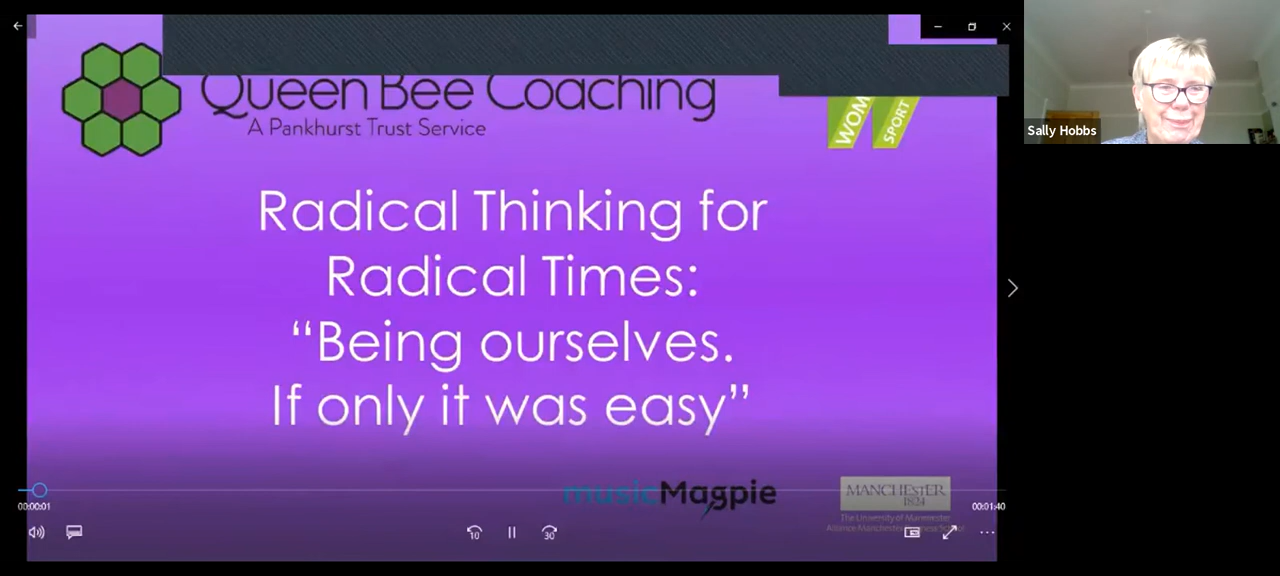 Queen Bee Coaching
A Pankhurst Trust Service
WOM
SPORT
Sally Hobbs
Radical Thinking for
Radical Times:
“Being ourselves.
If only it was easy”
musicMagpie
MANCHESTER
1824
The University of Manchester
Alliance Manchester Business School
00:00:01
00:01:40
10
30